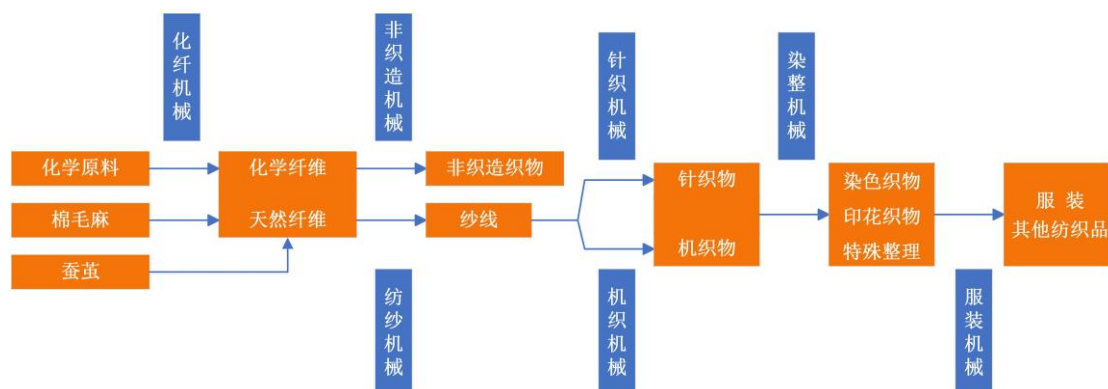 化纤机械
非织造机械
针织机械
染整机械
化学原料
化学纤维
非织造织物
针织物
染色织物
服 装
棉毛麻
天然纤维
纱线
印花织物
其他纺织品
机织物
特殊整理
蚕茧
纺纱机械
机织机械
服装机械